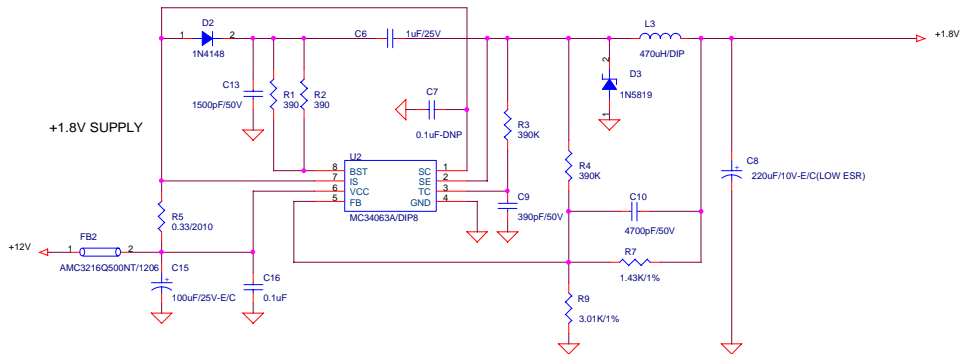 D2
1
2
1N4148
C6
1uF/25V
L3
470uH/DIP
+1.8V
C13
1500pF/50V
R1
390
R2
390
C7
0.1uF-DNP
R3
390K
2
D3
1N5819
1
+1.8V SUPPLY
U2
8 BST SC 1
7 IS SE 2
6 VCC TC 3
5 FB GND 4
MC34063A/DIP8
R4
390K
C8
220uF/10V-E/C(LOW ESR)
C9
390pF/50V
C10
4700pF/50V
R5
0.33/2010
+12V
FB2
1
2
AMC3216Q500NT/1206
C15
100uF/25V-E/C
C16
0.1uF
R7
1.43K/1%
R9
3.01K/1%